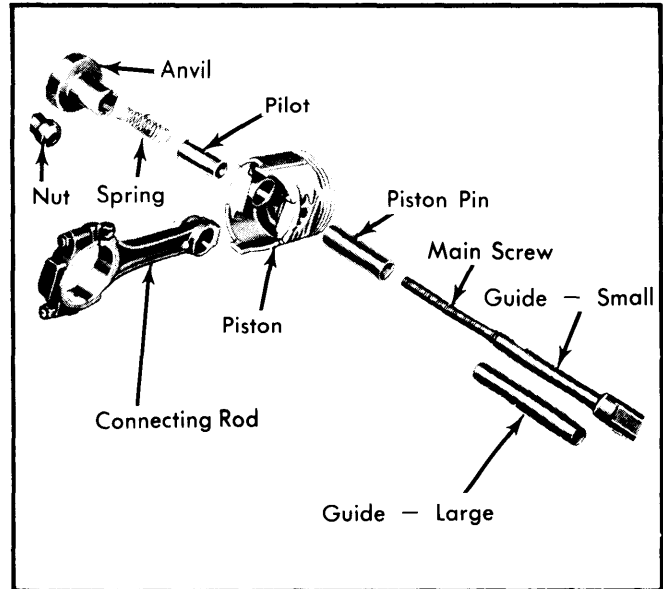 Anvil
Pilot
Nut
Spring
Piston Pin
Main Screw
Guide — Small
Piston
Connecting Rod
Guide — Large